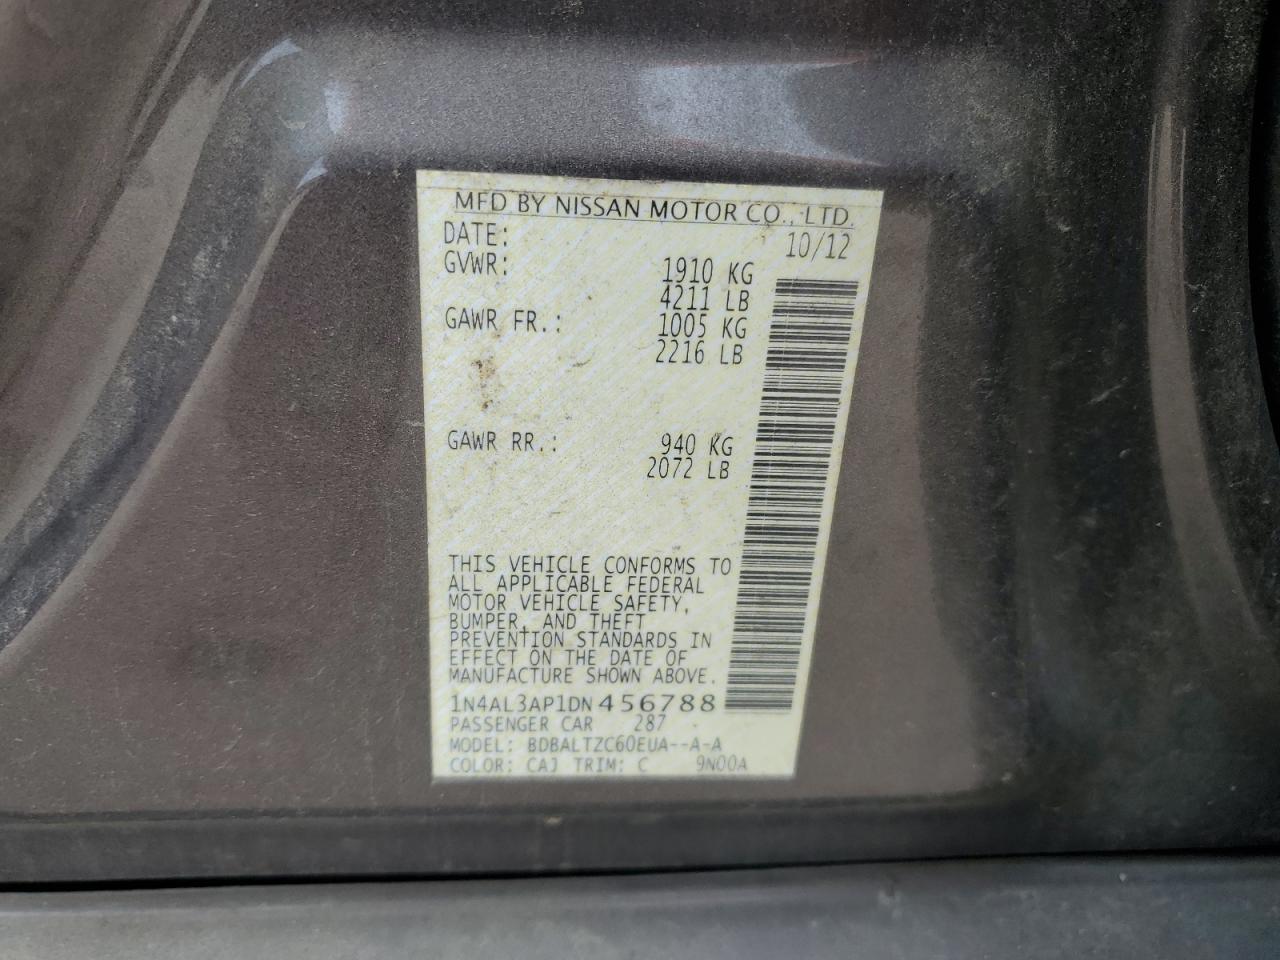 MFD BY NISSAN MOTOR CO., LTD.
DATE: 10/12
GVWR: 1910 KG
4211 LB
GAWR FR.: 1005 KG
2216 LB
GAWR RR.: 940 KG
2072 LB
THIS VEHICLE CONFORMS TO
ALL APPLICABLE FEDERAL
MOTOR VEHICLE SAFETY,
BUMPER, AND THEFT
PREVENTION STANDARDS IN
EFFECT ON THE DATE OF
MANUFACTURE SHOWN ABOVE.
1N4AL3AP1DN456788
PASSENGER CAR 287
MODEL: BDBALTZC60EUA--A-A
COLOR: CAJ TRIM: C 9N00A